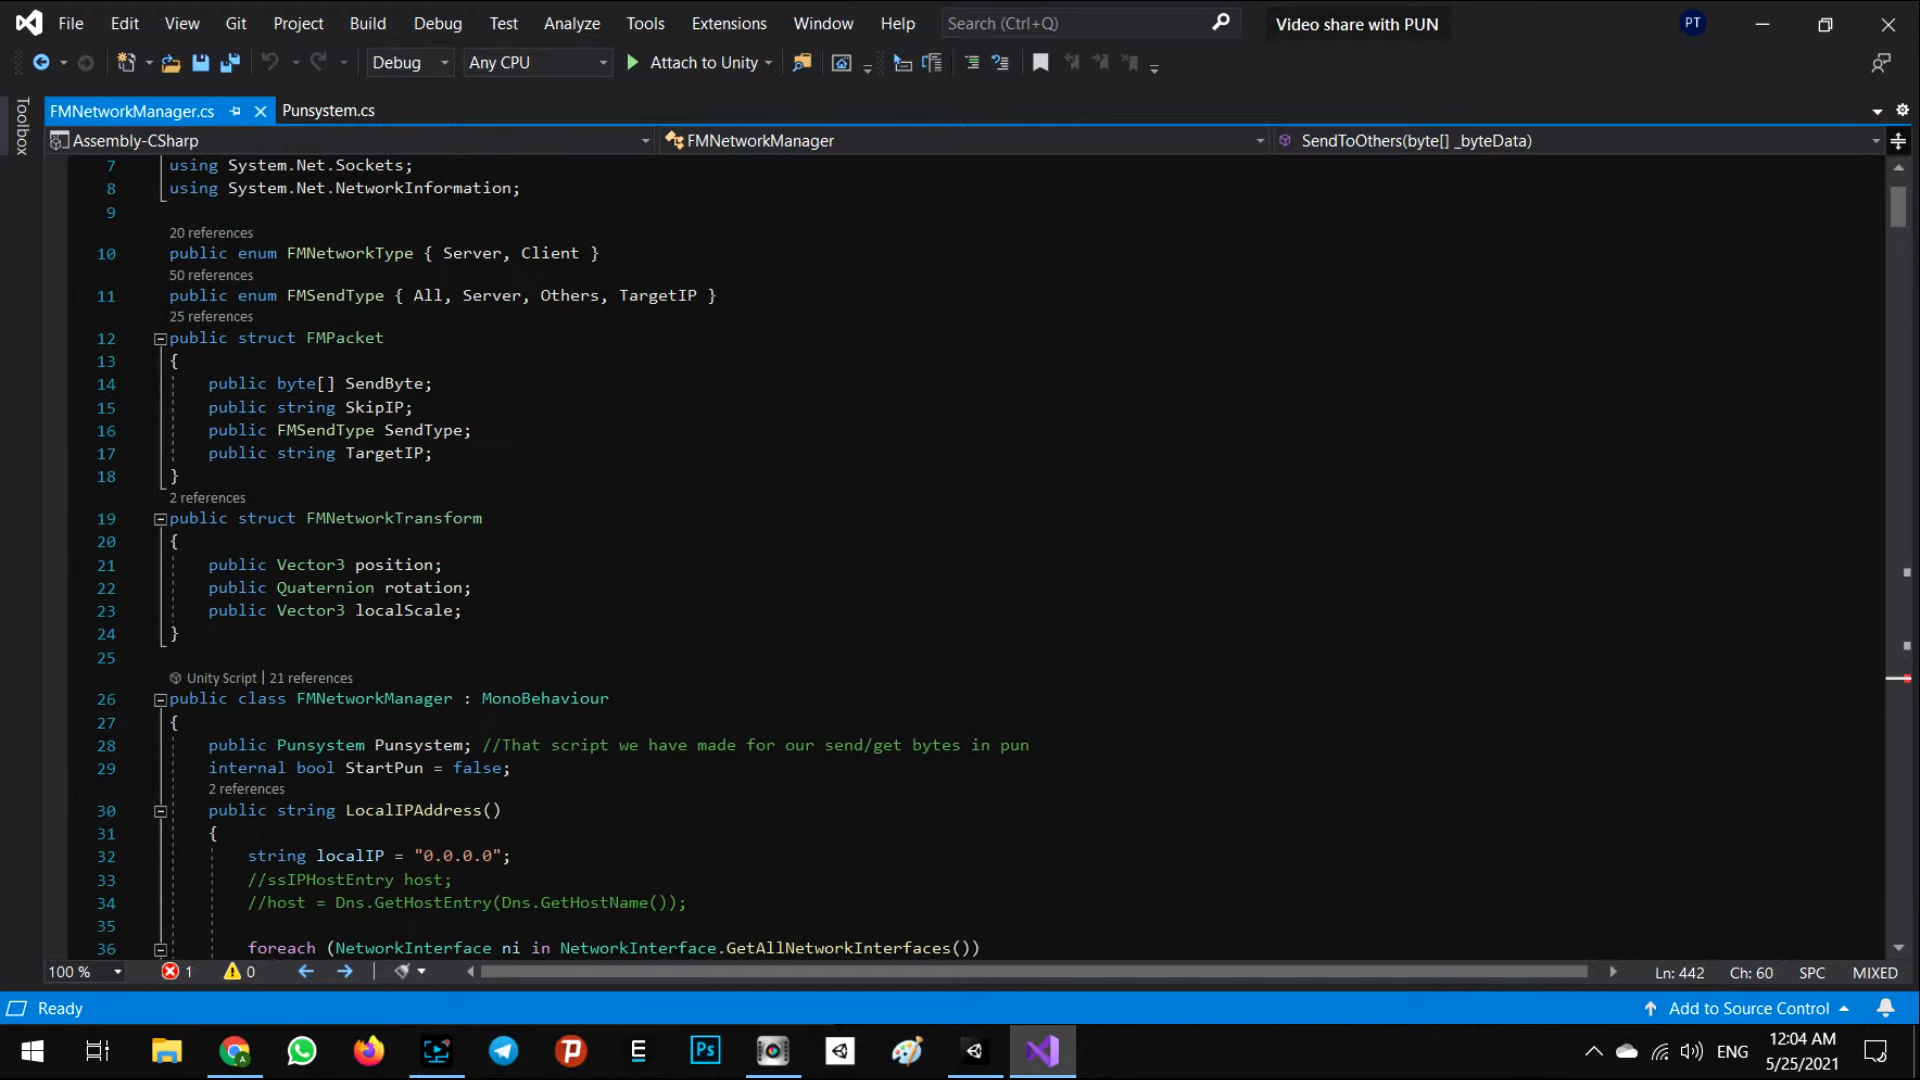 File Edit View Git Project Build Debug Test Analyze Tools Extensions Window Help Search (Ctrl+Q) Video share with PUN PT
Debug Any CPU Attach to Unity
Toolbox
FMNetworkManager.cs Punsystem.cs
Assembly-CSharp FMNetworkManager SendToOthers(byte[] _byteData)
7 using System.Net.Sockets;
8 using System.Net.NetworkInformation;
9
20 references
10 public enum FMNetworkType { Server, Client }
50 references
11 public enum FMSendType { All, Server, Others, TargetIP }
25 references
12 public struct FMPacket
13 {
14 public byte[] SendByte;
15 public string SkipIP;
16 public FMSendType SendType;
17 public string TargetIP;
18 }
2 references
19 public struct FMNetworkTransform
20 {
21 public Vector3 position;
22 public Quaternion rotation;
23 public Vector3 localScale;
24 }
25
Unity Script | 21 references
26 public class FMNetworkManager : MonoBehaviour
27 {
28 public Punsystem Punsystem; //That script we have made for our send/get bytes in pun
29 internal bool StartPun = false;
2 references
30 public string LocalIPAddress()
31 {
32 string localIP = "0.0.0.0";
33 //ssIPHostEntry host;
34 //host = Dns.GetHostEntry(Dns.GetHostName());
35
36 foreach (NetworkInterface ni in NetworkInterface.GetAllNetworkInterfaces())
100 % 1 0 Ln: 442 Ch: 60 SPC MIXED
Ready Add to Source Control
ENG 12:04 AM
5/25/2021